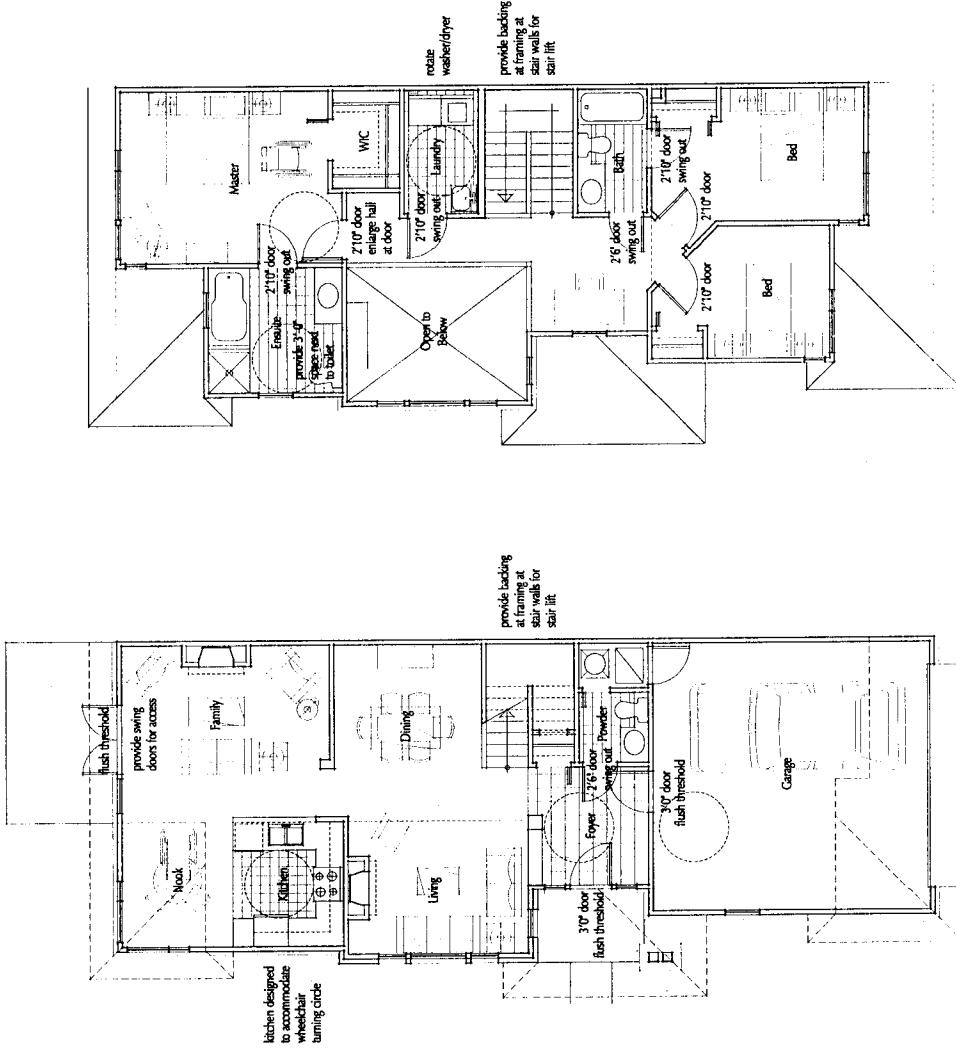 rotate
washer/dryer
provide backing
at framing at
stair walls for
stair lift
Master
WIC
Laundry
2'10" door
swing out
2'10" door
enlarge hall
at door
2'10" door
swing out
Ensuite
provide 3'-0"
space next
to toilet
Open to
Below
Bath
2'6" door
swing out
2'10" door
swing out
2'10" door
2'10" door
Bed
Bed
flush threshold
provide swing
doors for access
Family
Nook
Kitchen
kitchen designed
to accommodate
wheelchair
turning circle
Dining
Living
provide backing
at framing at
stair walls for
stair lift
Powder
2'6" door
swing out
Foyer
3'0" door
flush threshold
3'0" door
flush threshold
Garage